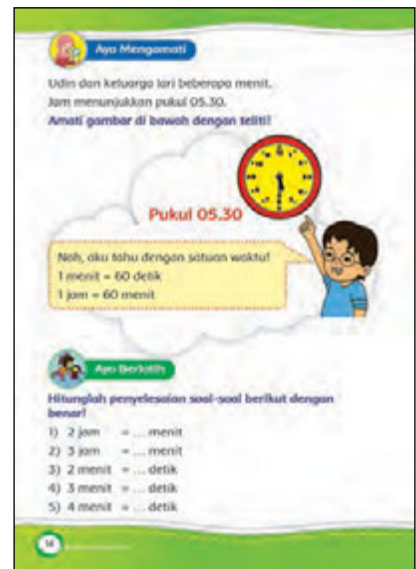 Ayo Mengamati
Udin dan keluarga lari beberapa menit.
Jam menunjukkan pukul 05.30.
Amati gambar di bawah dengan teliti!
Pukul 05.30
Nah, aku tahu dengan satuan waktu!
1 menit = 60 detik
1 jam = 60 menit
Ayo Berlatih
Hitunglah penyelesaian soal-soal berikut dengan
benar!
1) 2 jam = ... menit
2) 3 jam = ... menit
3) 2 menit = ... detik
4) 3 menit = ... detik
5) 4 menit = ... detik